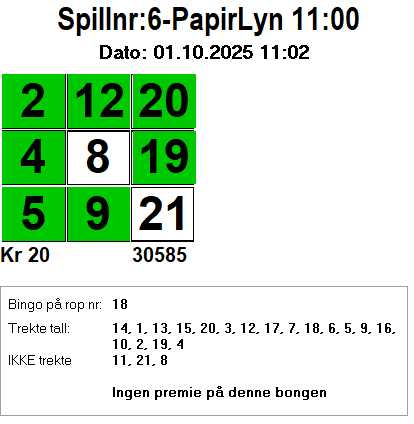 Spillnr:6-PapirLyn 11:00
Dato: 01.10.2025 11:02
2 12 20
4 8 19
5 9 21
Kr 20 30585
Bingo på rop nr: 18
Trekte tall: 14, 1, 13, 15, 20, 3, 12, 17, 7, 18, 6, 5, 9, 16,
10, 2, 19, 4
IKKE trekte 11, 21, 8
Ingen premie på denne bongen